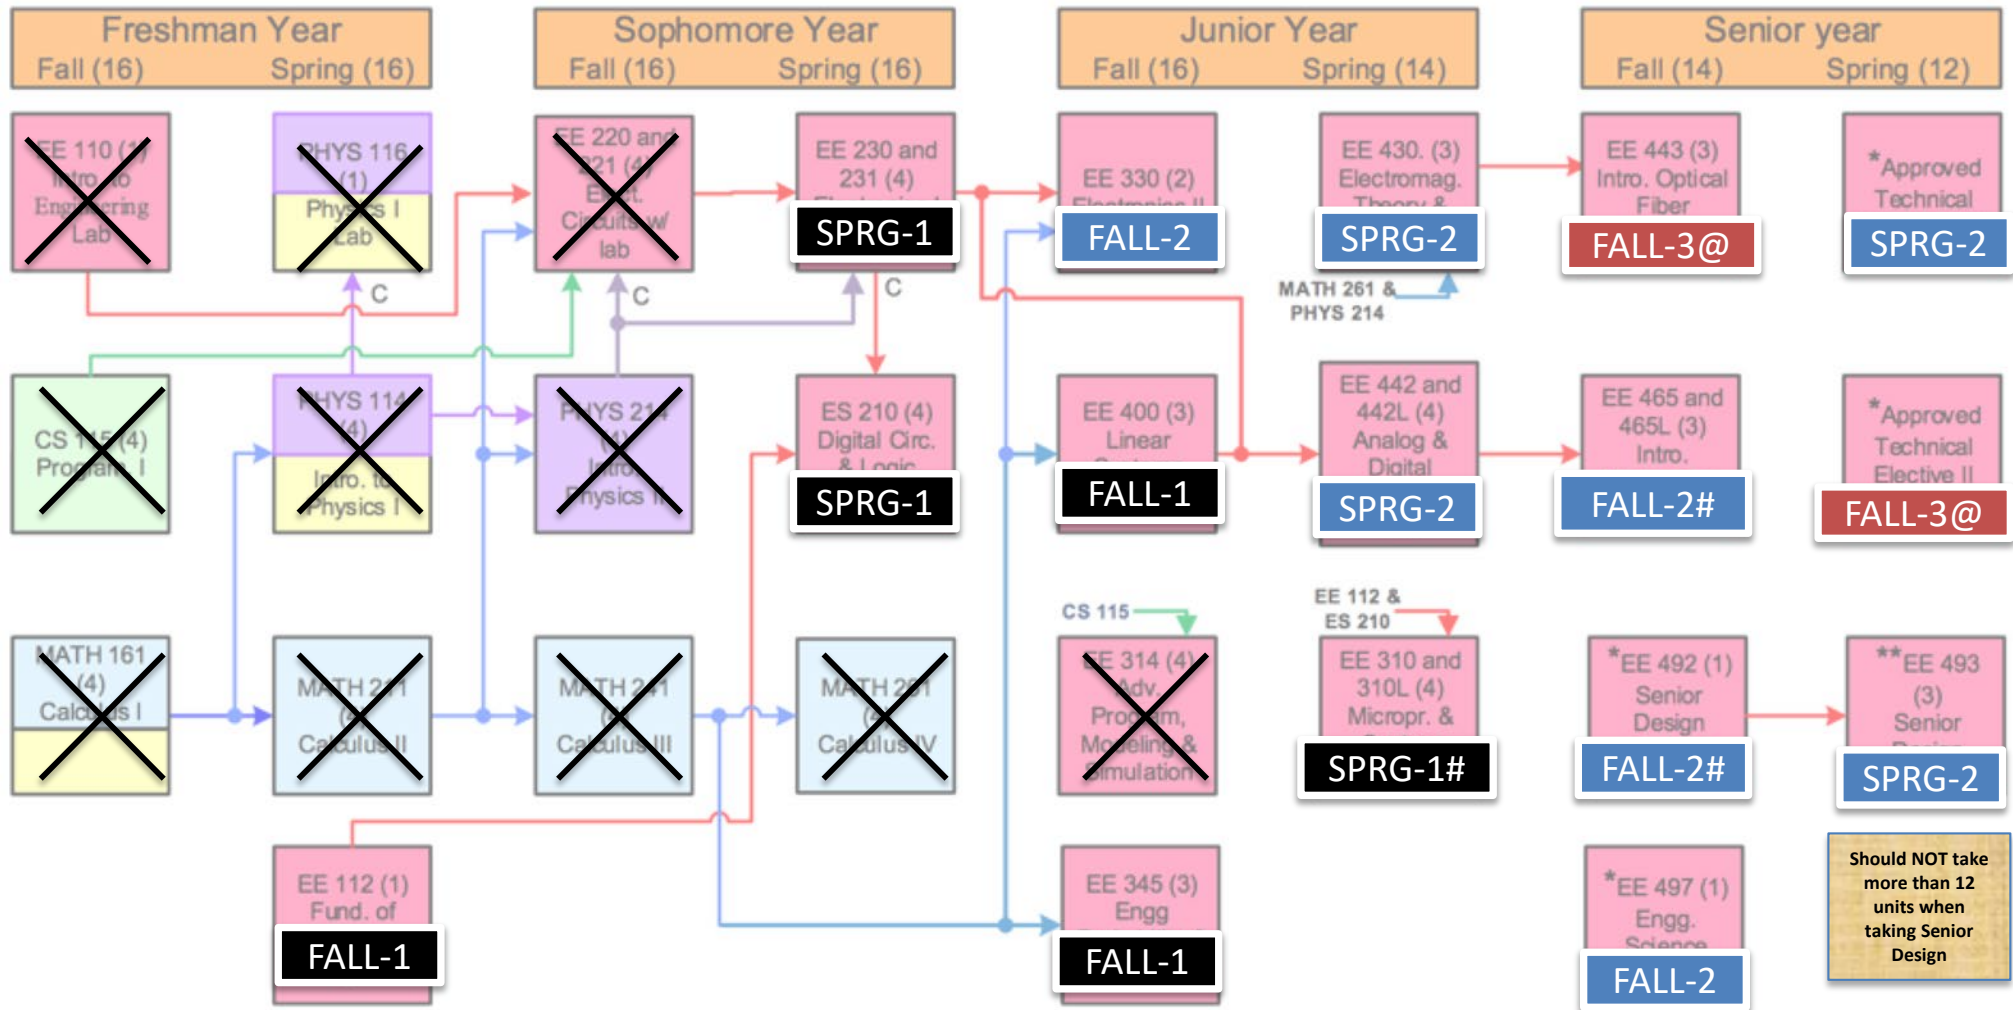 Freshman Year
Fall (16) Spring (16)
Sophomore Year
Fall (16) Spring (16)
Junior Year
Fall (16) Spring (14)
Senior year
Fall (14) Spring (12)
EE 110 (1)
Intro. to
Engineering
Lab
PHYS 116
(1)
Physics I
Lab
EE 220 and
221 (4)
Elect.
Circuits w/
lab
EE 230 and
231 (4)
SPRG-1
EE 330 (2)
Electronics II
FALL-2
EE 430. (3)
Electromag.
Theory &
SPRG-2
EE 443 (3)
Intro. Optical
Fiber
FALL-3@
*Approved
Technical
SPRG-2
C
C
C
MATH 261 &
PHYS 214
CS 115 (4)
Program. I
PHYS 114
(4)
Intro. to
Physics I
PHYS 214
(4)
Intro.
Physics II
ES 210 (4)
Digital Circ.
& Logic
SPRG-1
EE 400 (3)
Linear
FALL-1
EE 442 and
442L (4)
Analog &
Digital
SPRG-2
EE 465 and
465L (3)
Intro.
FALL-2#
*Approved
Technical
Elective II
FALL-3@
CS 115
EE 112 &
ES 210
MATH 161
(4)
Calculus I
MATH 211
(4)
Calculus II
MATH 241
(4)
Calculus III
MATH 261
(4)
Calculus IV
EE 314 (4)
Adv.
Program,
Modeling &
Simulation
EE 310 and
310L (4)
Micropr. &
SPRG-1#
*EE 492 (1)
Senior
Design
FALL-2#
**EE 493
(3)
Senior
SPRG-2
EE 112 (1)
Fund. of
FALL-1
EE 345 (3)
Engg
FALL-1
*EE 497 (1)
Engg.
Science
FALL-2
Should NOT take
more than 12
units when
taking Senior
Design